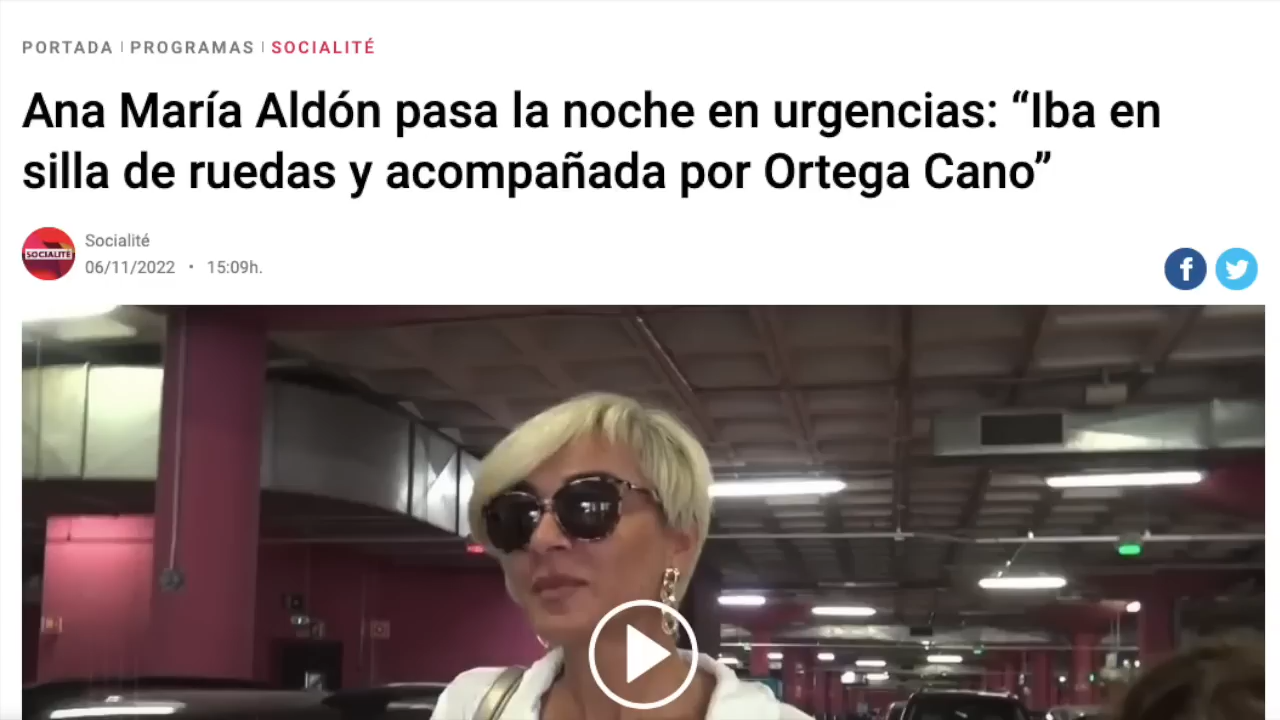 PORTADA | PROGRAMAS | SOCIALITÉ
Ana María Aldón pasa la noche en urgencias: “Iba en
silla de ruedas y acompañada por Ortega Cano”
SOCIALITÉ
Socialité
06/11/2022 • 15:09h.